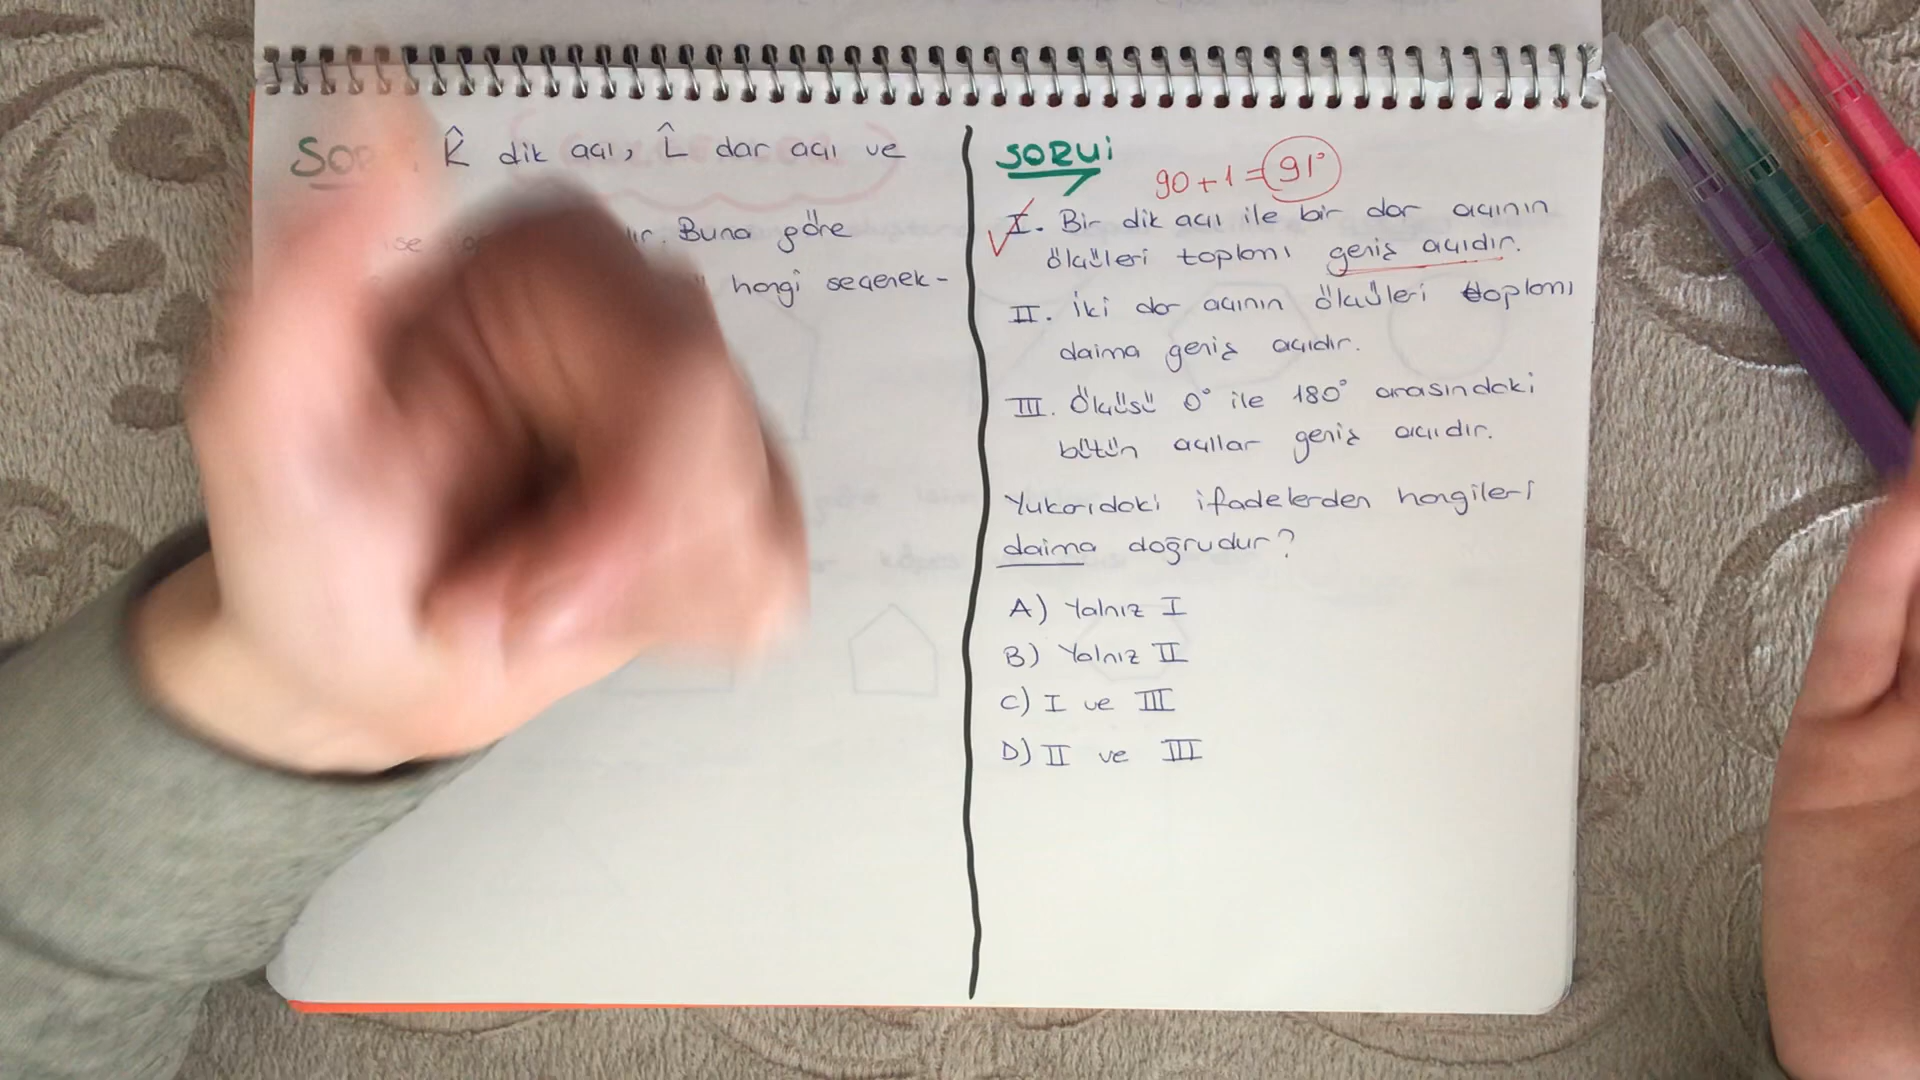 K̂ dik açı, L̂ dar açı ve
Buna göre
hangi seçenek-
SORU:
90+1=91°
I. Bir dik açı ile bir dar açının
ölçüleri toplamı geniş açıdır.
II. İki dar açının ölçüleri toplamı
daima geniş açıdır.
III. Ölçüsü 0° ile 180° arasındaki
bütün açıllar geniş açıdır.
Yukarıdaki ifadelerden hangileri
daima doğrudur?
A) Yalnız I
B) Yalnız II
C) I ve III
D) II ve III